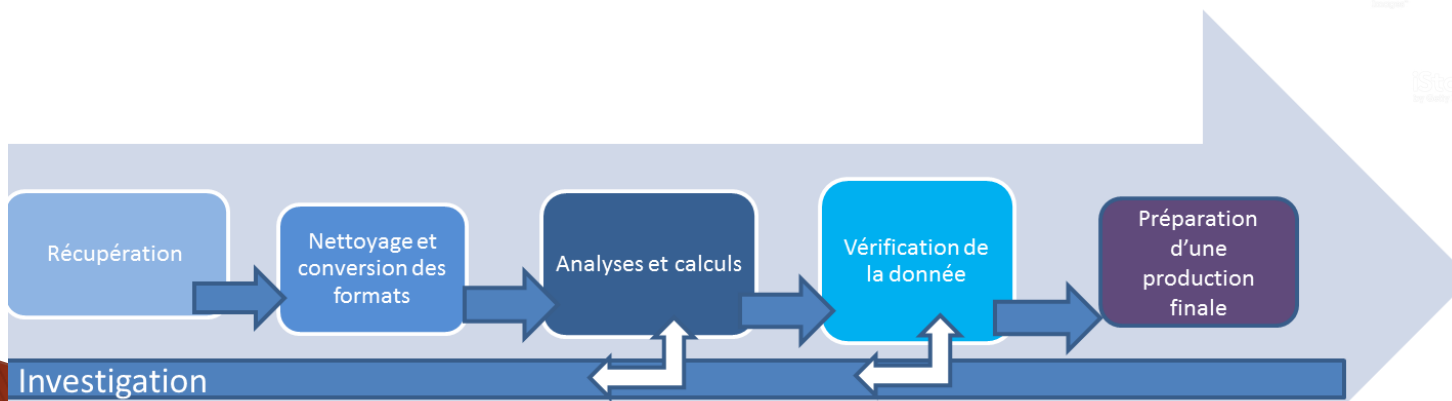 Récupération
Nettoyage et
conversion des
formats
Analyses et calculs
Vérification de
la donnée
Préparation
d’une
production
finale
Investigation